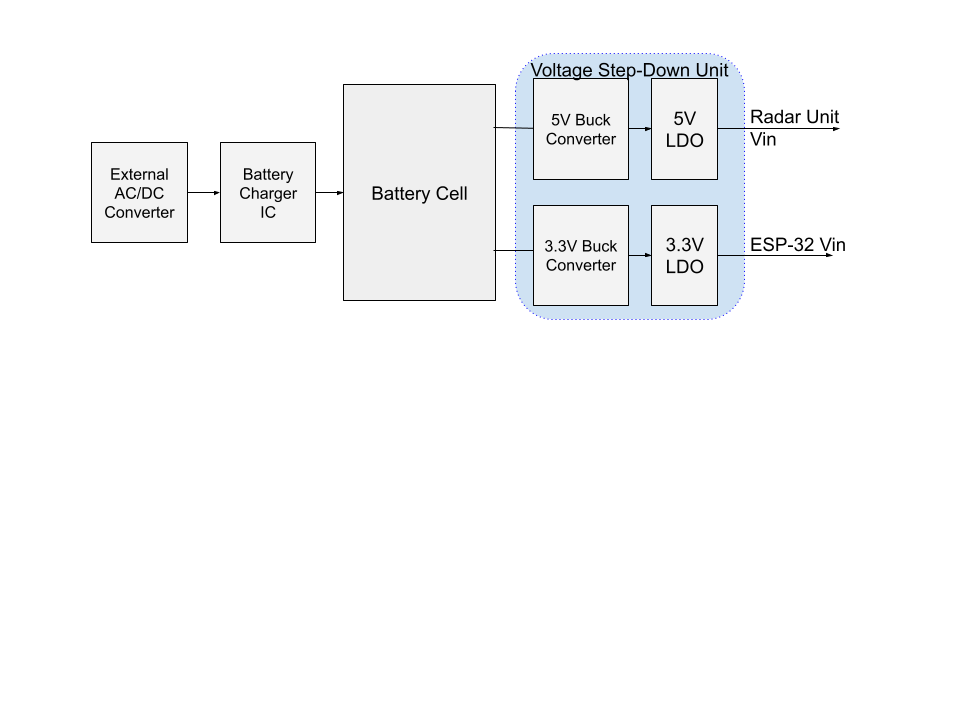 Voltage Step-Down Unit
External
AC/DC
Converter
Battery
Charger
IC
Battery Cell
5V Buck
Converter
5V
LDO
Radar Unit
Vin
3.3V Buck
Converter
3.3V
LDO
ESP-32 Vin